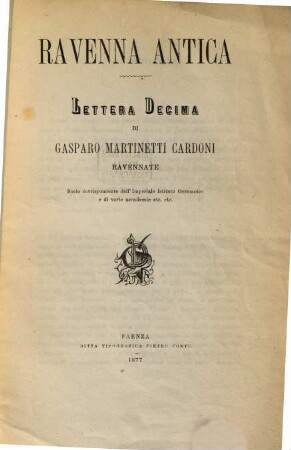 RAVENNA ANTICA
LETTERA DECIMA
DI
GASPARO MARTINETTI CARDONI
RAVENNATE
Socio corrispondente dell'Imperiale Istituto Germanico
e di varie accademie etc. etc.
FAENZA
DITTA TIPOGRAFICA PIETRO CONTI
1877